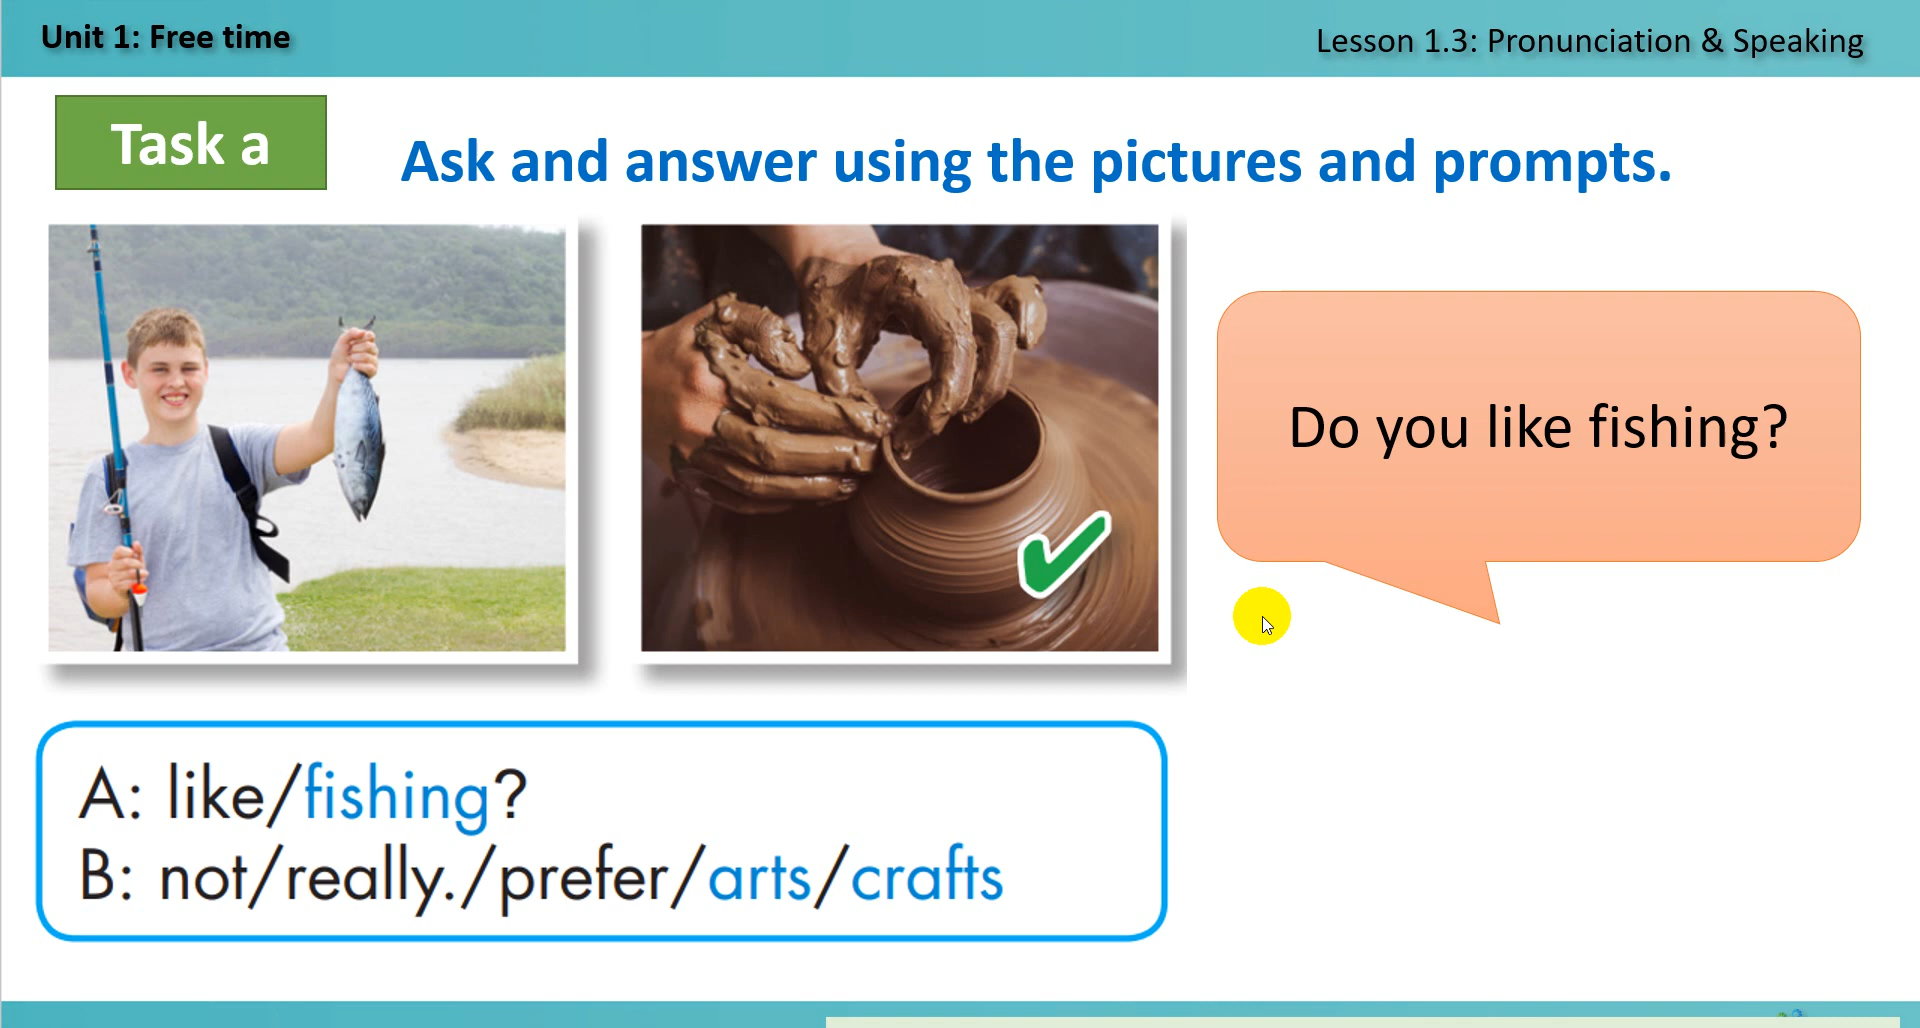 Unit 1: Free time
Lesson 1.3: Pronunciation & Speaking
Task a
Ask and answer using the pictures and prompts.
Do you like fishing?
A: like/fishing?
B: not/really./prefer/arts/crafts